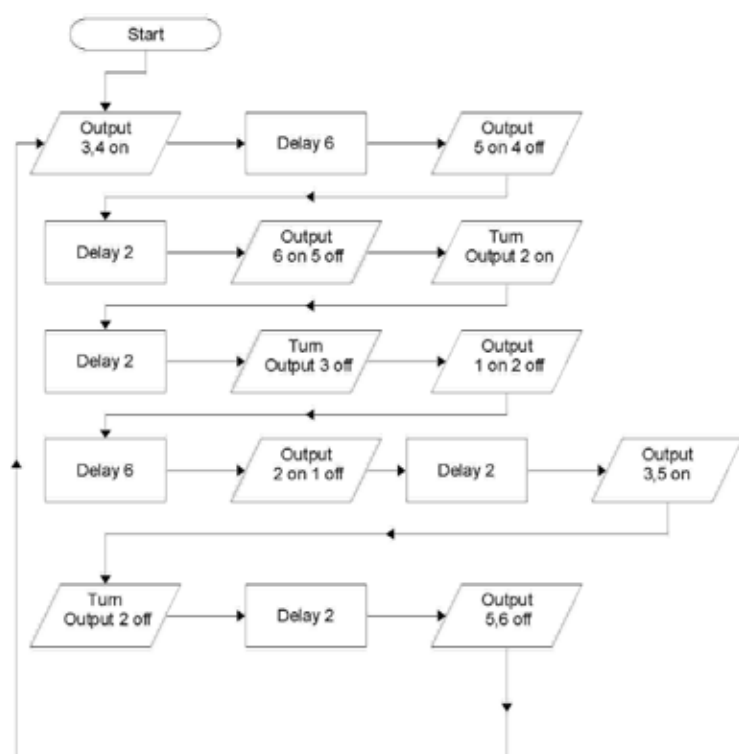 Start
Output
3,4 on
Delay 6
Output
5 on 4 off
Delay 2
Output
6 on 5 off
Turn
Output 2 on
Delay 2
Turn
Output 3 off
Output
1 on 2 off
Delay 6
Output
2 on 1 off
Delay 2
Output
3,5 on
Turn
Output 2 off
Delay 2
Output
5,6 off